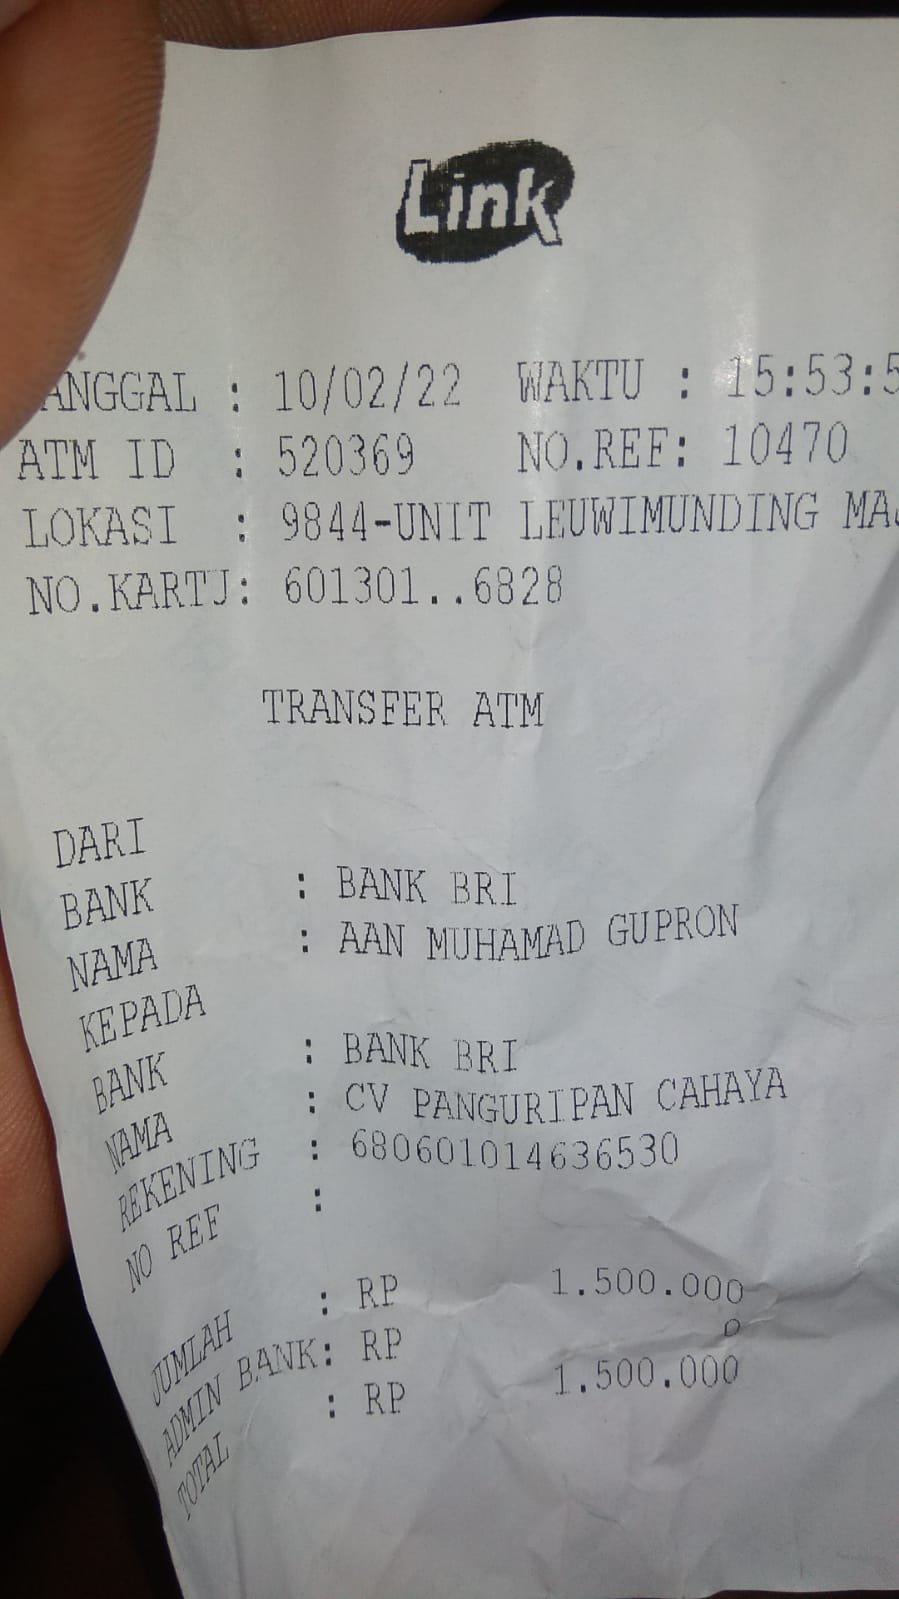 Link
ANGGAL : 10/02/22 WAKTU : 15:53:5
ATM ID : 520369 NO.REF: 10470
LOKASI : 9844-UNIT LEUWIMUNDING MAJ
NO.KARTU: 601301..6828
TRANSFER ATM
DARI
BANK : BANK BRI
NAMA : AAN MUHAMAD GUPRON
KEPADA
BANK : BANK BRI
NAMA : CV PANGURIPAN CAHAYA
REKENING : 680601014636530
NO REF :
JUMLAH : RP 1.500.000
ADMIN BANK: RP 0
TOTAL : RP 1.500.000